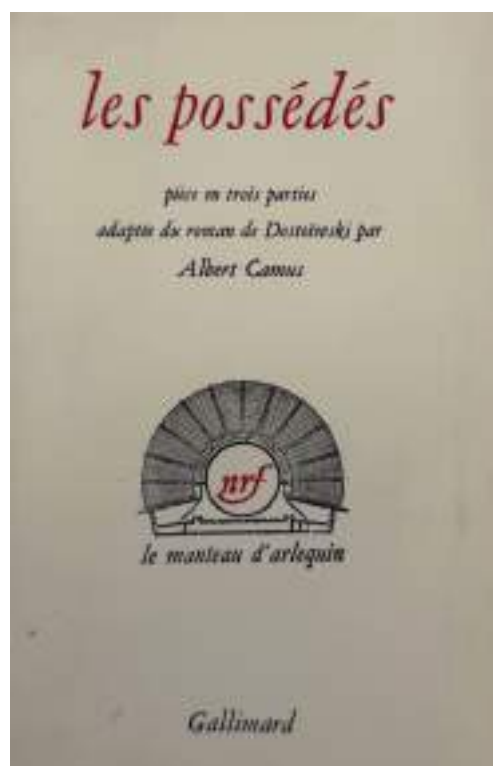 les possédés
pièce en trois parties
adaptée du roman de Dostoïevski par
Albert Camus
nrf
le manteau d'arlequin
Gallimard